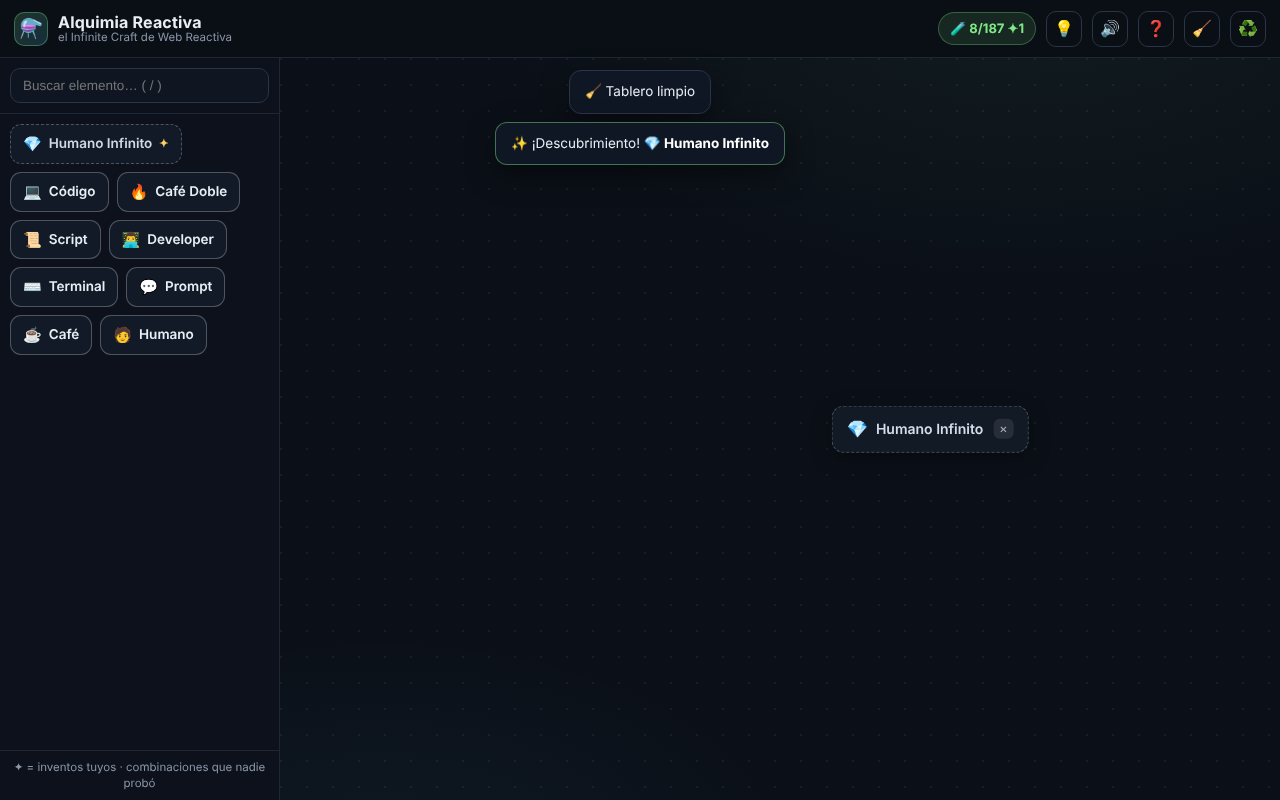 Alquimia Reactiva
el Infinite Craft de Web Reactiva
8/187 ✦1
Buscar elemento… ( / )
Tablero limpio
¡Descubrimiento! Humano Infinito
Humano Infinito ✦
Código
Café Doble
Script
Developer
Terminal
Prompt
Café
Humano
Humano Infinito ×
✦ = inventos tuyos · combinaciones que nadie
probó